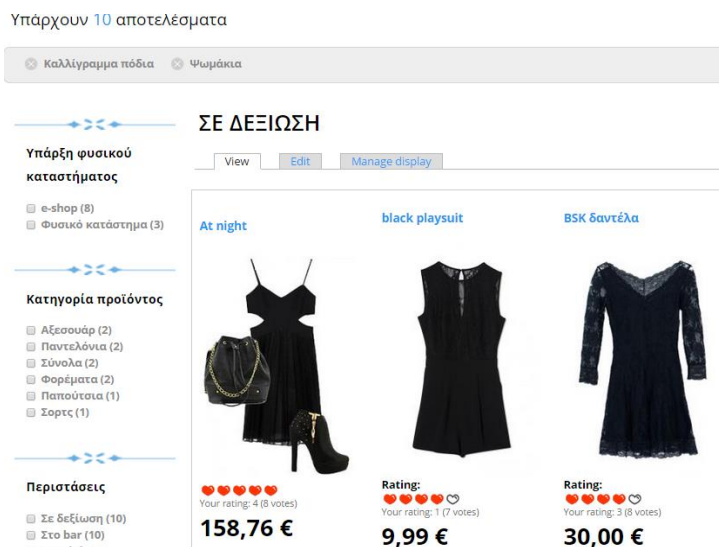 Υπάρχουν 10 αποτελέσματα
Καλλίγραμμα πόδια Ψωμάκια
ΣΕ ΔΕΞΙΩΣΗ
View Edit Manage display
Υπάρξη φυσικού
καταστήματος
e-shop (8)
Φυσικό κατάστημα (3)
Κατηγορία προϊόντος
Αξεσουάρ (2)
Παντελόνια (2)
Σύνολα (2)
Φορέματα (2)
Παπούτσια (1)
Σορτς (1)
Περιστάσεις
Σε δεξίωση (10)
Στο bar (10)
At night
Your rating: 4 (8 votes)
158,76 €
black playsuit
Rating:
Your rating: 1 (7 votes)
9,99 €
BSK δαντέλα
Rating:
Your rating: 3 (8 votes)
30,00 €